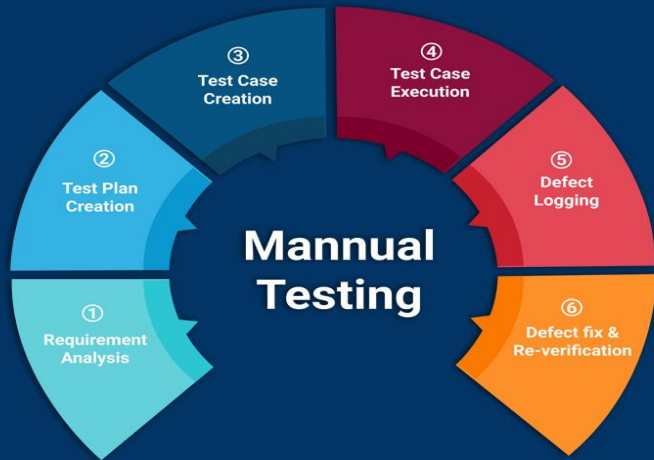 ①
Requirement
Analysis
②
Test Plan
Creation
③
Test Case
Creation
④
Test Case
Execution
⑤
Defect
Logging
⑥
Defect fix &
Re-verification
Mannual
Testing